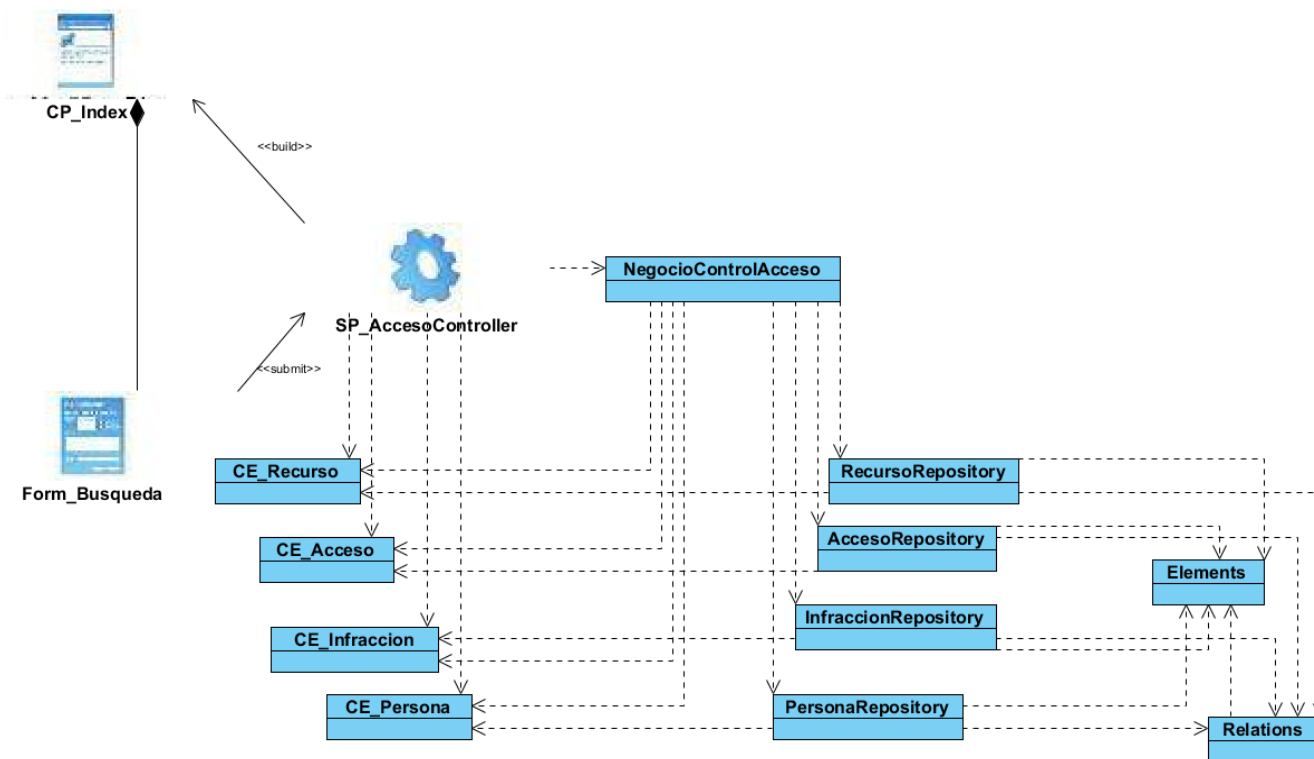 CP_Index
<<build>>
NegocioControlAcceso
SP_AccesoController
<<submit>>
Form_Busqueda
CE_Recurso
RecursoRepository
CE_Acceso
AccesoRepository
Elements
CE_Infraccion
InfraccionRepository
CE_Persona
PersonaRepository
Relations